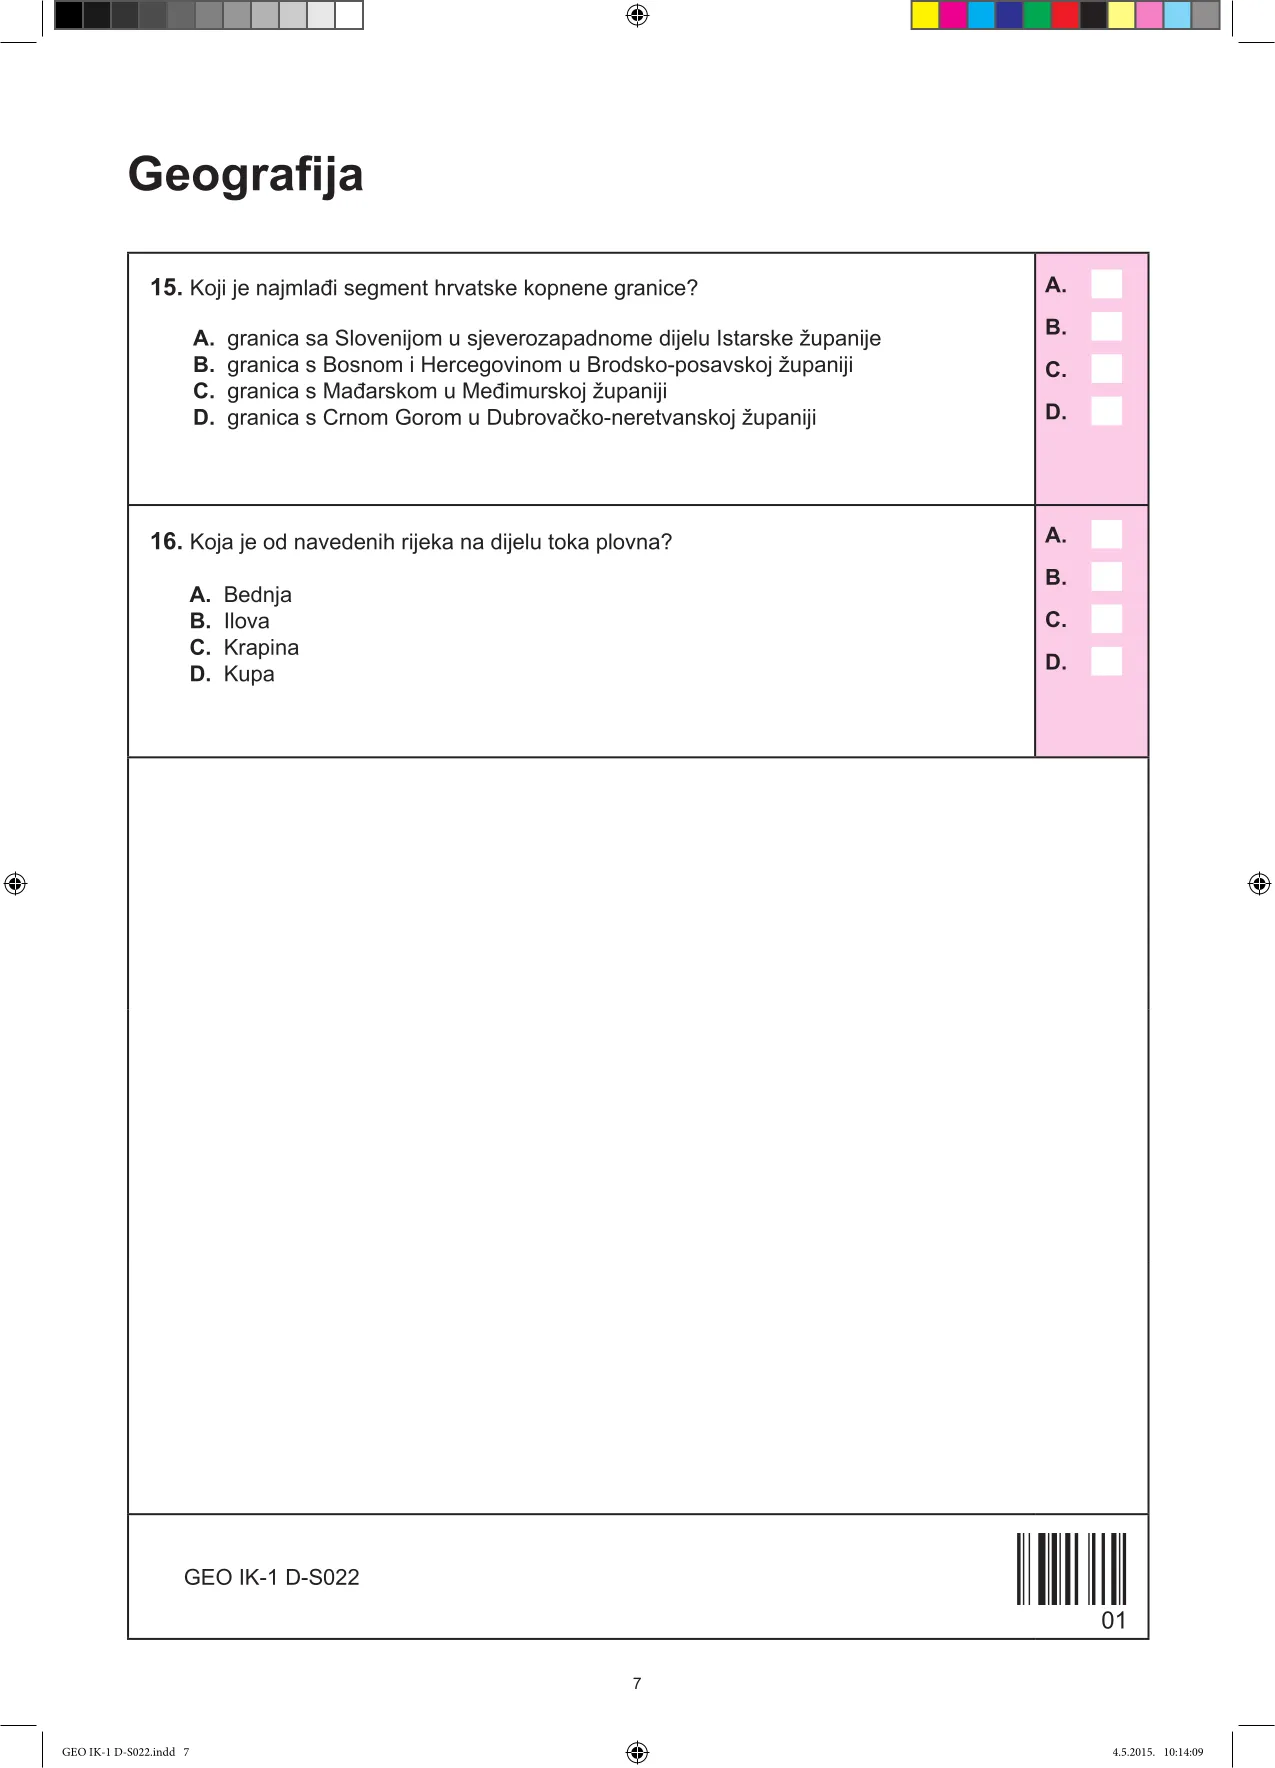 Geografija
15. Koji je najmlađi segment hrvatske kopnene granice?
A. granica sa Slovenijom u sjeverozapadnome dijelu Istarske županije
B. granica s Bosnom i Hercegovinom u Brodsko-posavskoj županiji
C. granica s Mađarskom u Međimurskoj županiji
D. granica s Crnom Gorom u Dubrovačko-neretvanskoj županiji
A.
B.
C.
D.
16. Koja je od navedenih rijeka na dijelu toka plovna?
A. Bednja
B. Ilova
C. Krapina
D. Kupa
A.
B.
C.
D.
GEO IK-1 D-S022
01
7
GEO IK-1 D-S022.indd 7
4.5.2015. 10:14:09